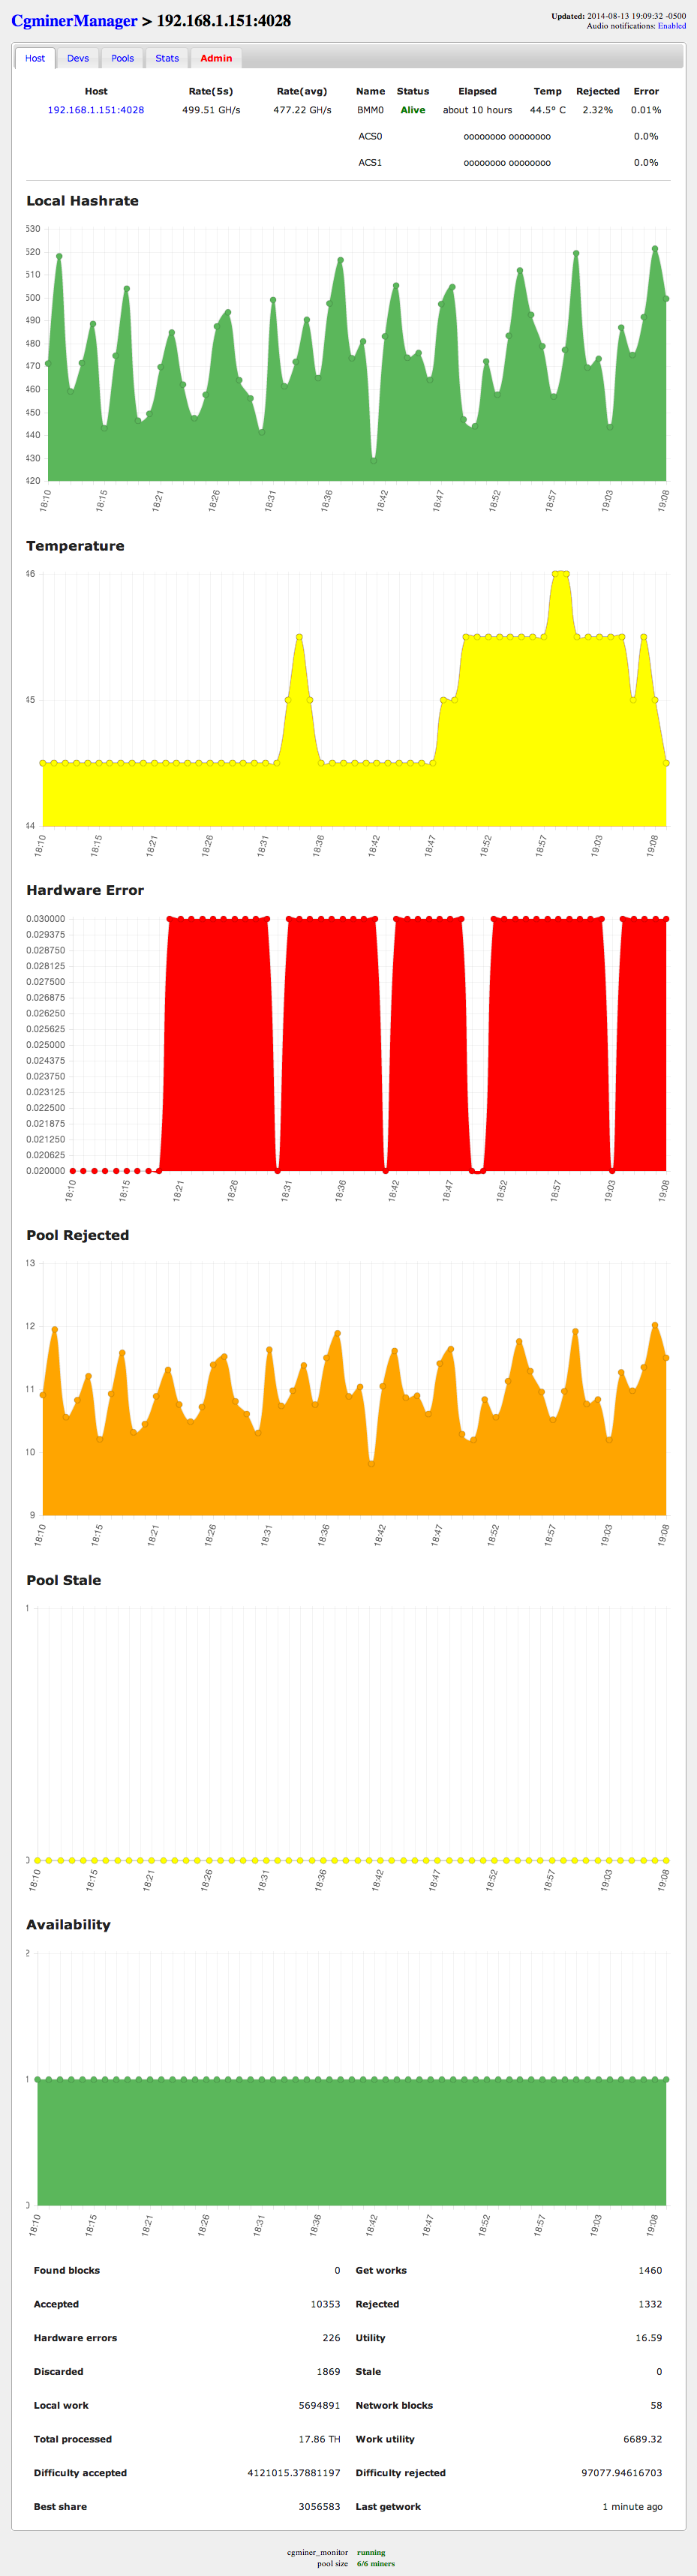 CgminerManager > 192.168.1.151:4028
Updated: 2014-08-13 19:09:32 -0500
Audio notifications: Enabled
Host Devs Pools Stats Admin
Host Rate(5s) Rate(avg) Name Status Elapsed Temp Rejected Error
192.168.1.151:4028 499.51 GH/s 477.22 GH/s BMM0 Alive about 10 hours 44.5° C 2.32% 0.01%
ACS0 oooooooo oooooooo 0.0%
ACS1 oooooooo oooooooo 0.0%
Local Hashrate
530
520
510
500
490
480
470
460
450
440
430
420
18:10 18:15 18:21 18:26 18:31 18:36 18:42 18:47 18:52 18:57 19:03 19:08
Temperature
46
45
44
18:10 18:15 18:21 18:26 18:31 18:36 18:42 18:47 18:52 18:57 19:03 19:08
Hardware Error
0.030000
0.029375
0.028750
0.028125
0.027500
0.026875
0.026250
0.025625
0.025000
0.024375
0.023750
0.023125
0.022500
0.021875
0.021250
0.020625
0.020000
18:10 18:15 18:21 18:26 18:31 18:36 18:42 18:47 18:52 18:57 19:03 19:08
Pool Rejected
13
12
11
10
9
18:10 18:15 18:21 18:26 18:31 18:36 18:42 18:47 18:52 18:57 19:03 19:08
Pool Stale
1
0
18:10 18:15 18:21 18:26 18:31 18:36 18:42 18:47 18:52 18:57 19:03 19:08
Availability
2
1
0
18:10 18:15 18:21 18:26 18:31 18:36 18:42 18:47 18:52 18:57 19:03 19:08
Found blocks 0 Get works 1460
Accepted 10353 Rejected 1332
Hardware errors 226 Utility 16.59
Discarded 1869 Stale 0
Local work 5694891 Network blocks 58
Total processed 17.86 TH Work utility 6689.32
Difficulty accepted 4121015.37881197 Difficulty rejected 97077.94616703
Best share 3056583 Last getwork 1 minute ago
cgminer_monitor running
pool size 6/6 miners